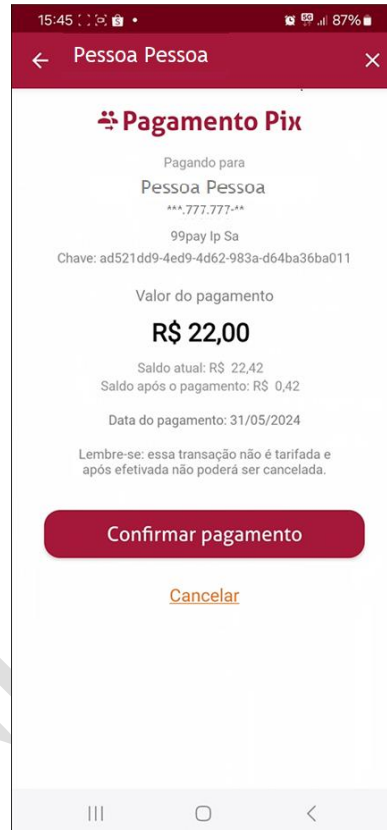 15:45
5G 87%
Pessoa Pessoa
Pagamento Pix
Pagando para
Pessoa Pessoa
***.777.777-**
99pay Ip Sa
Chave: ad521dd9-4ed9-4d62-983a-d64ba36ba011
Valor do pagamento
R$ 22,00
Saldo atual: R$ 22,42
Saldo após o pagamento: R$ 0,42
Data do pagamento: 31/05/2024
Lembre-se: essa transação não é tarifada e
após efetivada não poderá ser cancelada.
Confirmar pagamento
Cancelar